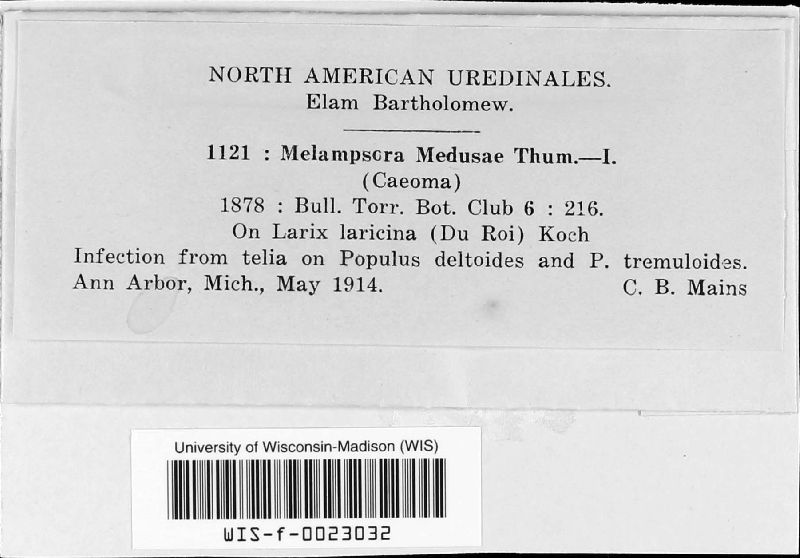 NORTH AMERICAN UREDINALES.
Elam Bartholomew.
1121 : Melampsora Medusae Thum.—I.
(Caeoma)
1878 : Bull. Torr. Bot. Club 6 : 216.
On Larix laricina (Du Roi) Koch
Infection from telia on Populus deltoides and P. tremuloides.
Ann Arbor, Mich., May 1914. C. B. Mains
University of Wisconsin-Madison (WIS)
WIS-f-0023032